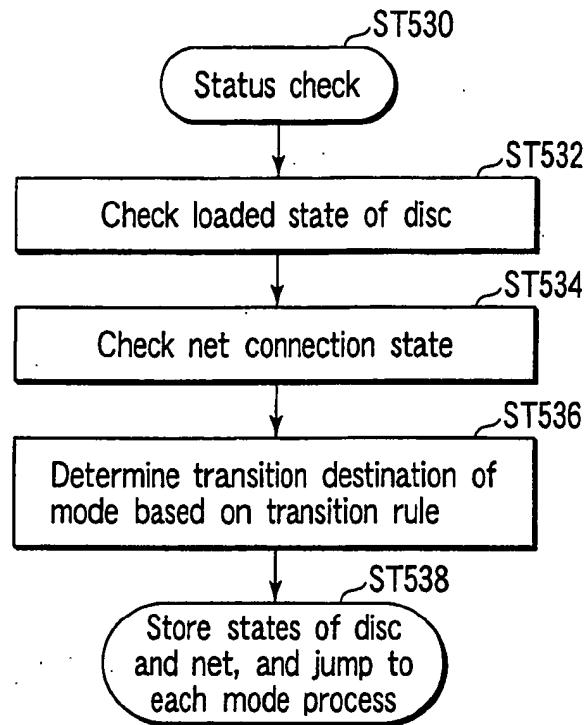 ST530
Status check
ST532
Check loaded state of disc
ST534
Check net connection state
ST536
Determine transition destination of
mode based on transition rule
ST538
Store states of disc
and net, and jump to
each mode process